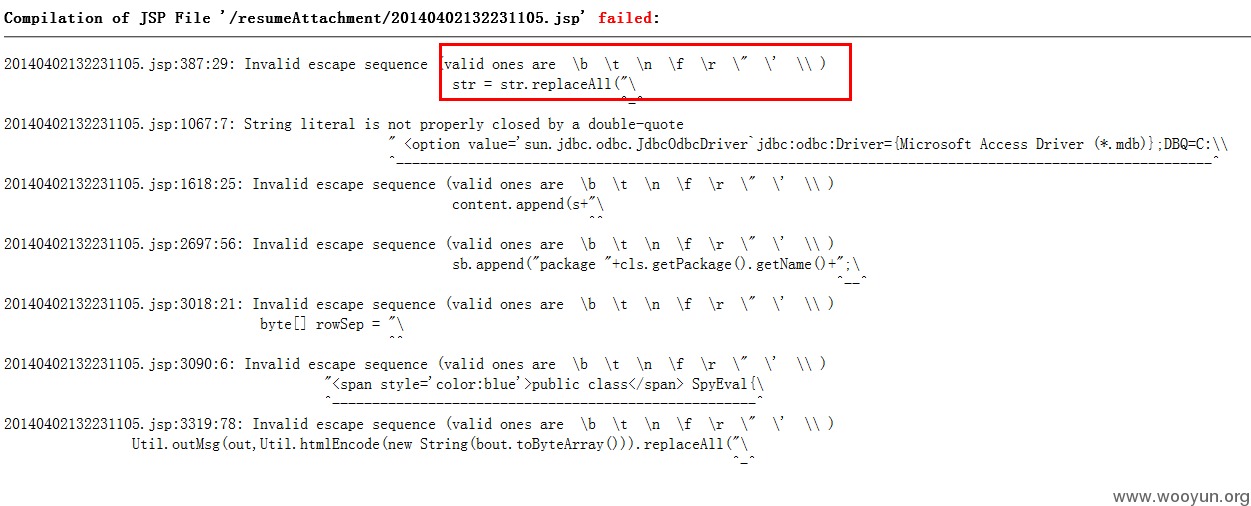 Compilation of JSP File '/resumeAttachment/20140402132231105.jsp' failed:
20140402132231105.jsp:387:29: Invalid escape sequence (valid ones are \b \t \n \f \r \" \' \\ )
str = str.replaceAll("\
^_^
20140402132231105.jsp:1067:7: String literal is not properly closed by a double-quote
" <option value='sun.jdbc.odbc.JdbcOdbcDriver`jdbc:odbc:Driver={Microsoft Access Driver (*.mdb)};DBQ=C:\\
^______________________________________________________________________________________________________^
20140402132231105.jsp:1618:25: Invalid escape sequence (valid ones are \b \t \n \f \r \" \' \\ )
content.append(s+"\
^^
20140402132231105.jsp:2697:56: Invalid escape sequence (valid ones are \b \t \n \f \r \" \' \\ )
sb.append("package "+cls.getPackage().getName()+";\
^__^
20140402132231105.jsp:3018:21: Invalid escape sequence (valid ones are \b \t \n \f \r \" \' \\ )
byte[] rowSep = "\
^^
20140402132231105.jsp:3090:6: Invalid escape sequence (valid ones are \b \t \n \f \r \" \' \\ )
"<span style='color:blue'>public class</span> SpyEval{\
^_____________________________________________________^
20140402132231105.jsp:3319:78: Invalid escape sequence (valid ones are \b \t \n \f \r \" \' \\ )
Util.outMsg(out,Util.htmlEncode(new String(bout.toByteArray())).replaceAll("\
^_^
www.wooyun.org